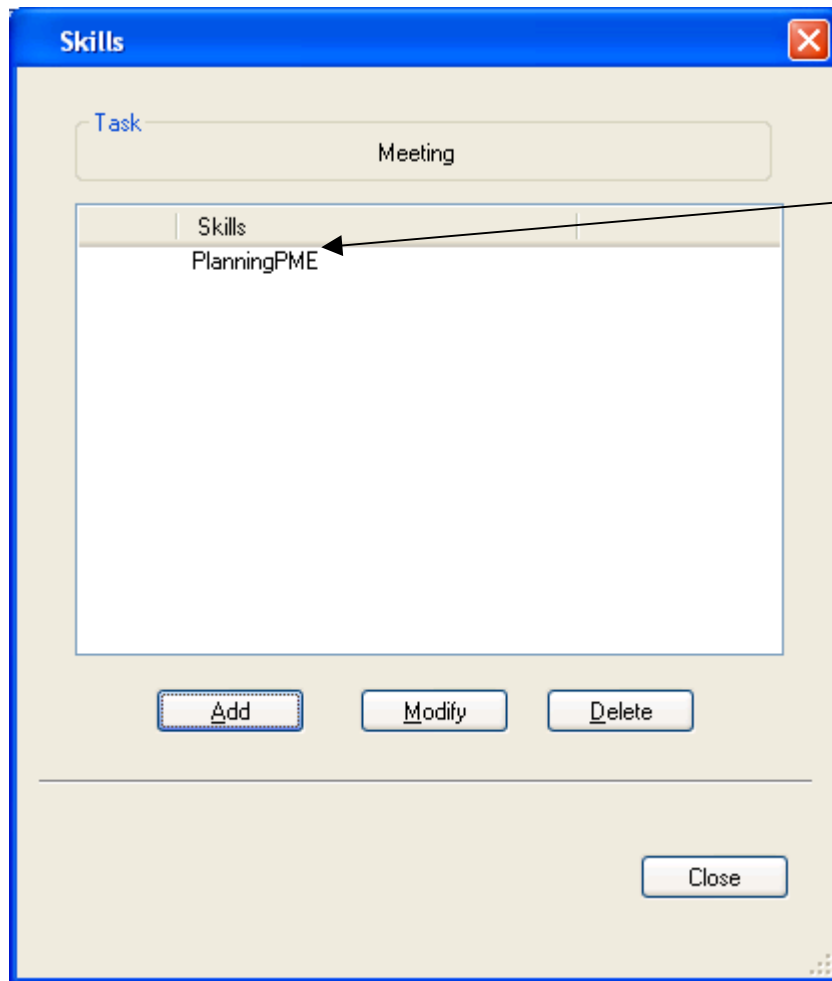 Skills
Task
Meeting
Skills
PlanningPME
Add Modify Delete
Close